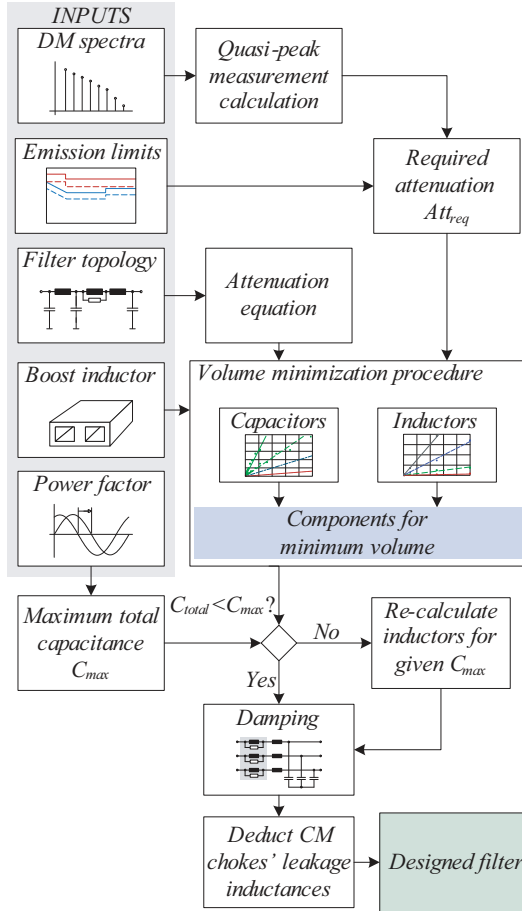 INPUTS
DM spectra
Quasi-peak
measurement
calculation
Emission limits
Required
attenuation
Att_req
Filter topology
Attenuation
equation
Boost inductor
Volume minimization procedure
Capacitors
Inductors
Power factor
Components for
minimum volume
Maximum total
capacitance
C_max
C_total<C_max?
No
Yes
Re-calculate
inductors for
given C_max
Damping
Deduct CM
chokes' leakage
inductances
Designed filter